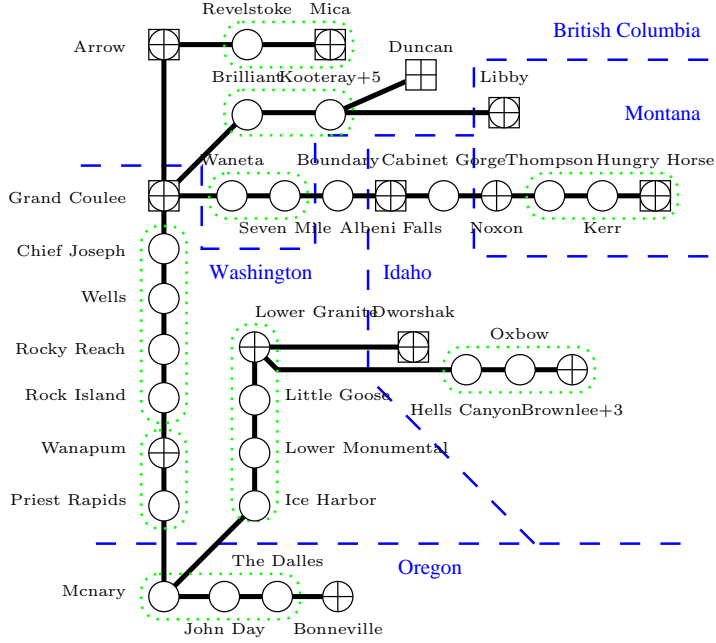 Revelstoke Mica
British Columbia
Arrow
Duncan
Brilliant Kooteray+5
Libby
Montana
Waneta Boundary Cabinet Gorge Thompson Hungry Horse
Grand Coulee
Seven Mile Albeni Falls Noxon Kerr
Chief Joseph
Washington Idaho
Wells
Lower Granite Dworshak
Oxbow
Rocky Reach
Rock Island
Little Goose
Hells Canyon Brownlee+3
Wanapum
Lower Monumental
Priest Rapids
Ice Harbor
The Dalles
Oregon
Mcnary
John Day Bonneville